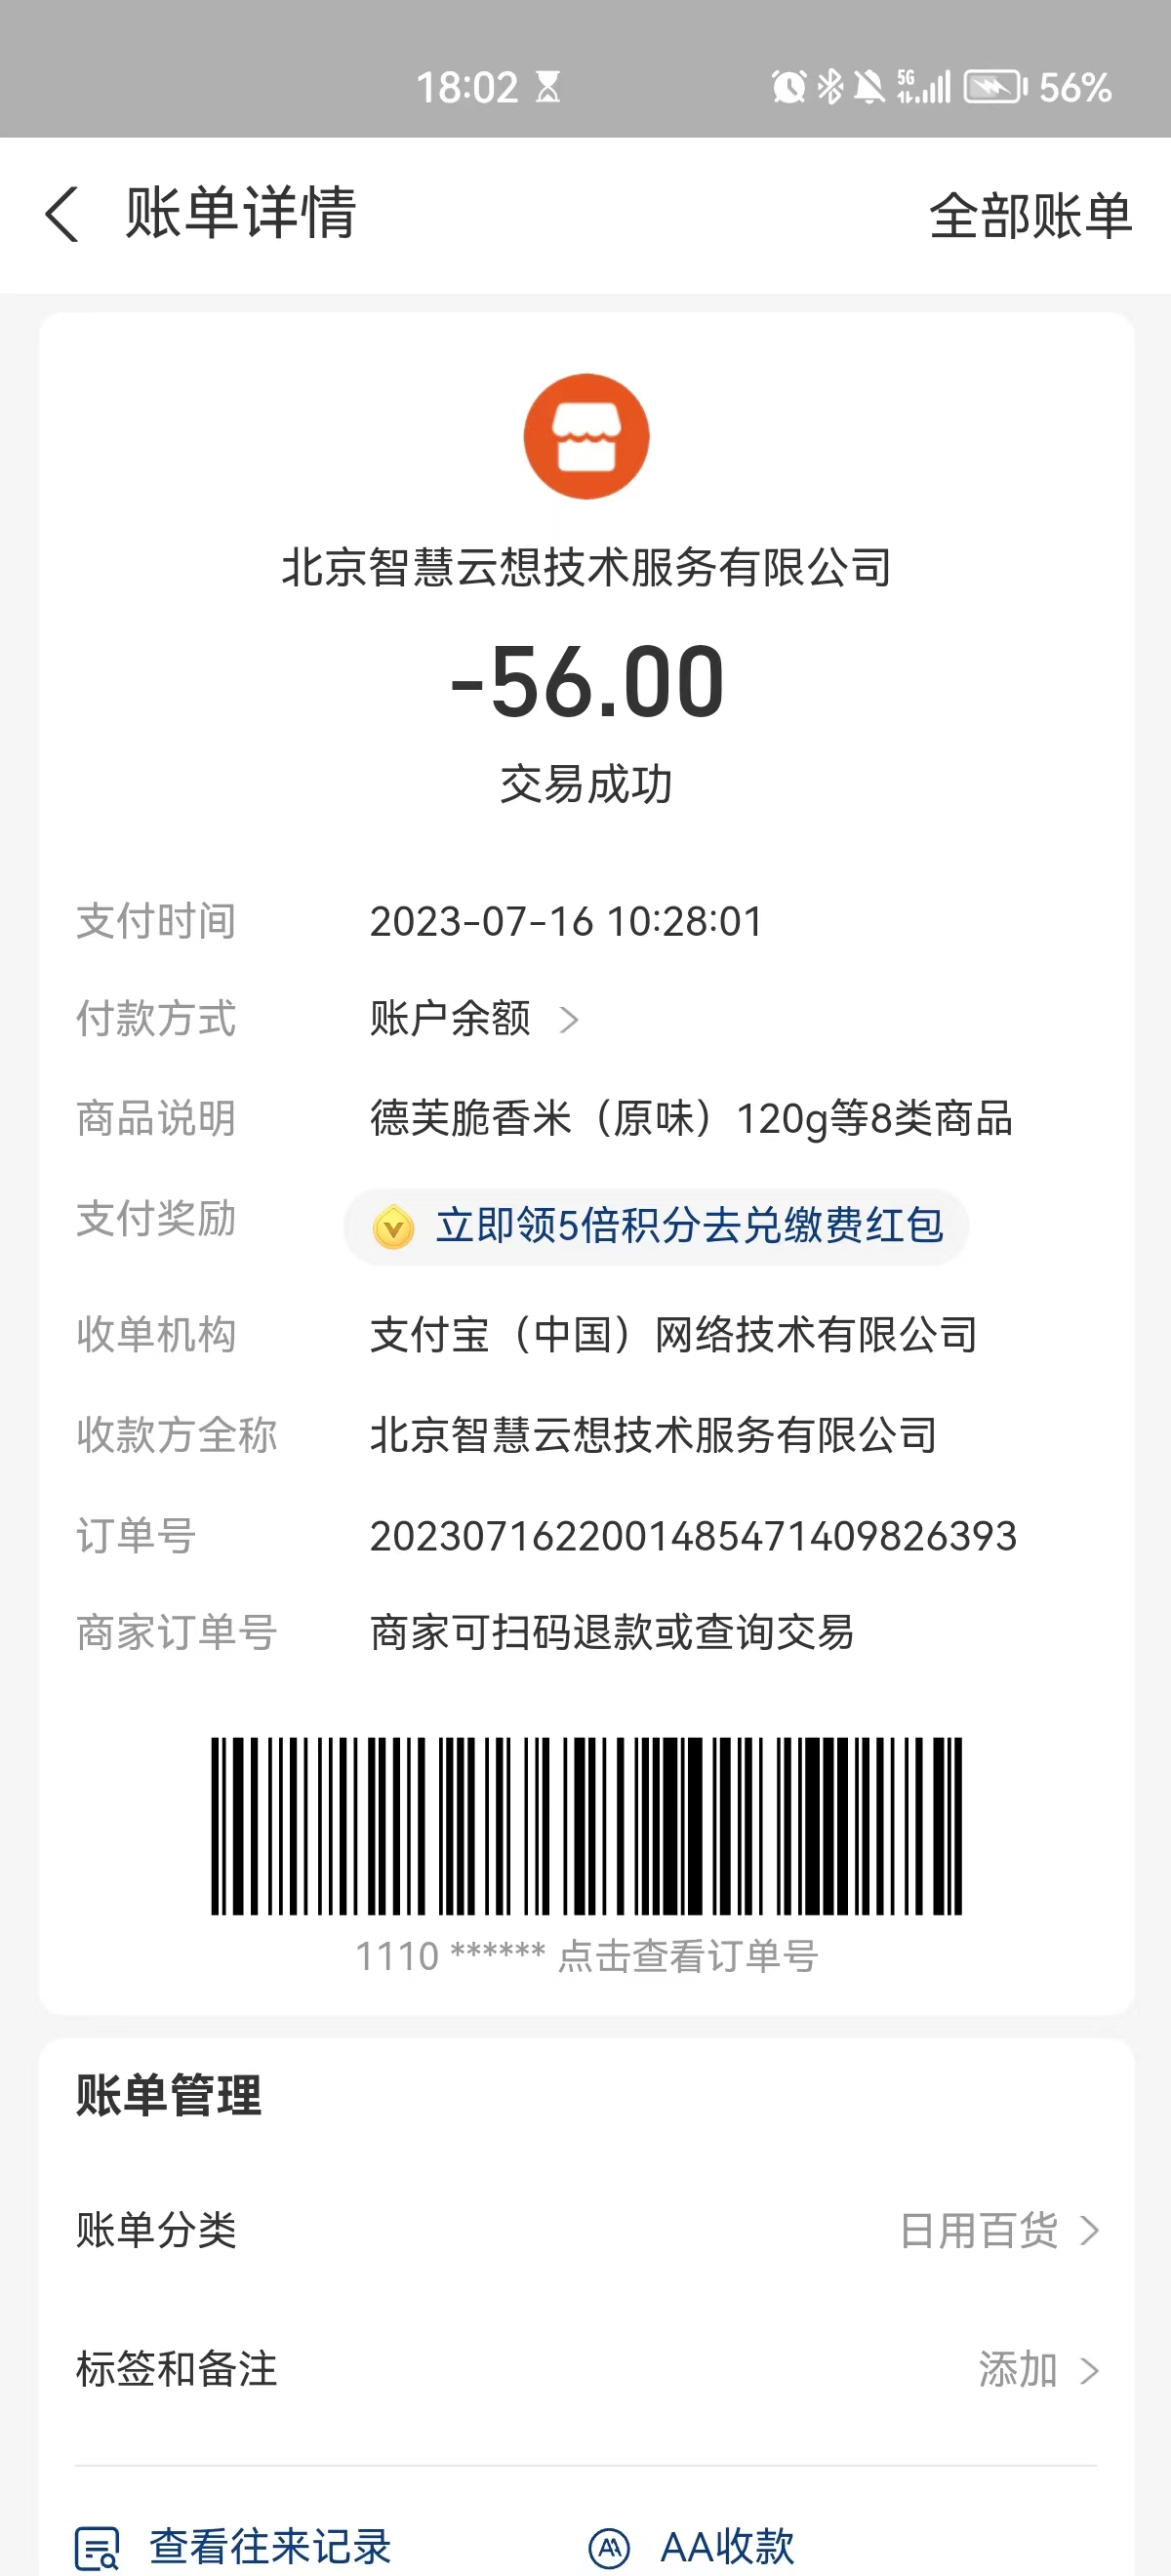 18:02 5G 56%
账单详情 全部账单
北京智慧云想技术服务有限公司
-56.00
交易成功
支付时间 2023-07-16 10:28:01
付款方式 账户余额
商品说明 德芙脆香米（原味）120g等8类商品
支付奖励 立即领5倍积分去兑缴费红包
收单机构 支付宝（中国）网络技术有限公司
收款方全称 北京智慧云想技术服务有限公司
订单号 2023071622001485471409826393
商家订单号 商家可扫码退款或查询交易
1110 ****** 点击查看订单号
账单管理
账单分类 日用百货
标签和备注 添加
查看往来记录 AA收款